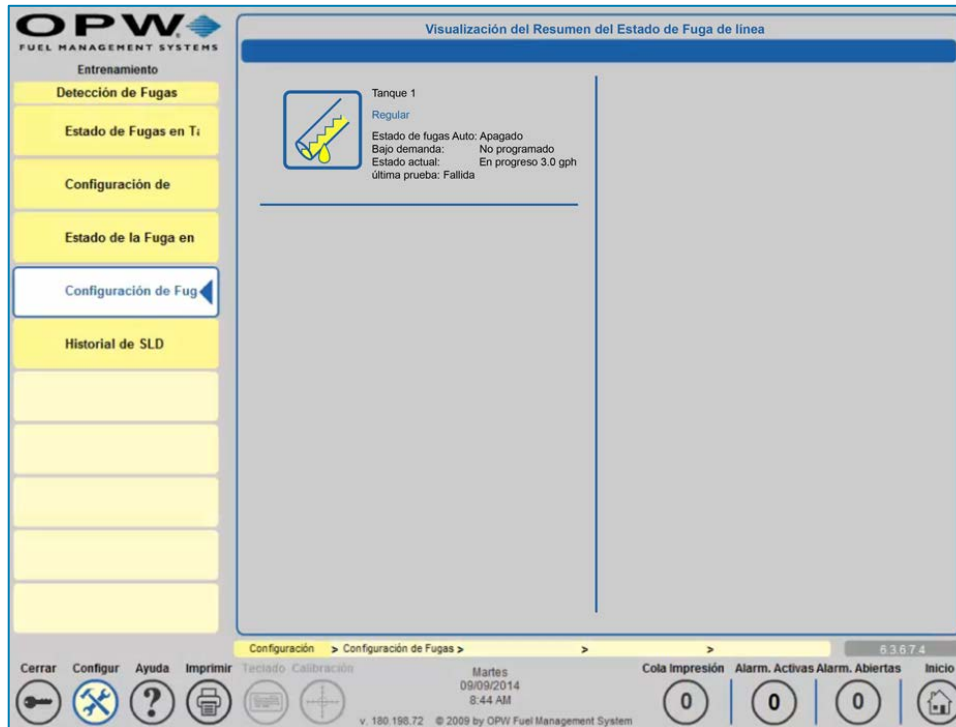 OPW
FUEL MANAGEMENT SYSTEMS
Entrenamiento
Detección de Fugas
Estado de Fugas en Ta
Configuración de
Estado de la Fuga en
Configuración de Fug
Historial de SLD
Visualización del Resumen del Estado de Fuga de línea
Tanque 1
Regular
Estado de fugas Auto: Apagado
Bajo demanda: No programado
Estado actual: En progreso 3.0 gph
última prueba: Fallida
Configuración > Configuración de Fugas > > >
6.3.6.7.4
Cerrar Configur Ayuda Imprimir Teclado Calibración
Martes
09/09/2014
8:44 AM
v. 180.198.72 © 2009 by OPW Fuel Management System
Cola Impresión Alarm. Activas Alarm. Abiertas Inicio
0 0 0